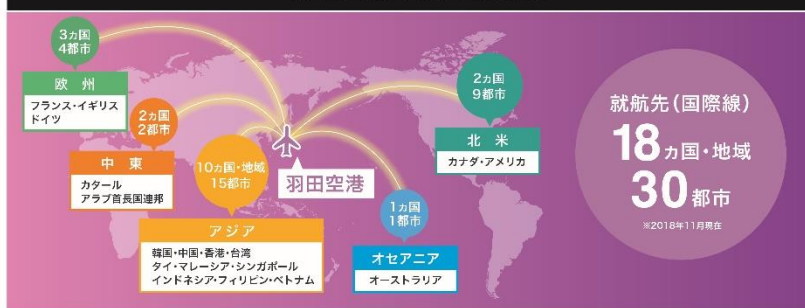 3ヵ国
4都市
欧州
フランス・イギリス
ドイツ
2ヵ国
2都市
中東
カタール
アラブ首長国連邦
10ヵ国・地域
15都市
アジア
韓国・中国・香港・台湾
タイ・マレーシア・シンガポール
インドネシア・フィリピン・ベトナム
羽田空港
1ヵ国
1都市
オセアニア
オーストラリア
2ヵ国
9都市
北米
カナダ・アメリカ
就航先(国際線)
18ヵ国・地域
30都市
※2018年11月現在